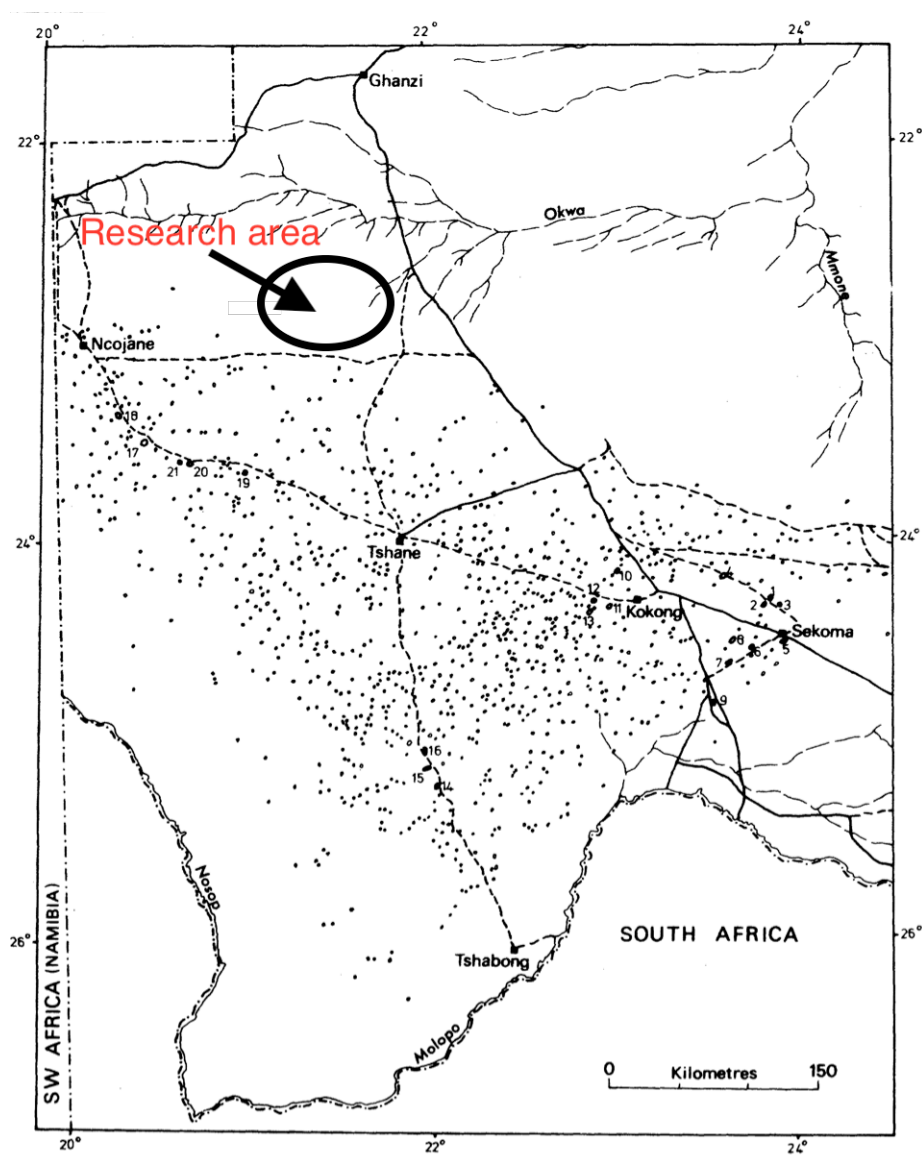 20° 22° 24°
Ghanzi
22° 22°
Okwa
Research area
Mmone
Ncojane
18
17
21 20
19
24° 24°
Tshane
10
4
12
1
11
2 3
13
Kokong
Sekoma
8
5
6
7
9
16
15
14
Nosop
26° 26°
SOUTH AFRICA
Tshabong
SW AFRICA (NAMIBIA)
Molopo
0 Kilometres 150
20° 22° 24°